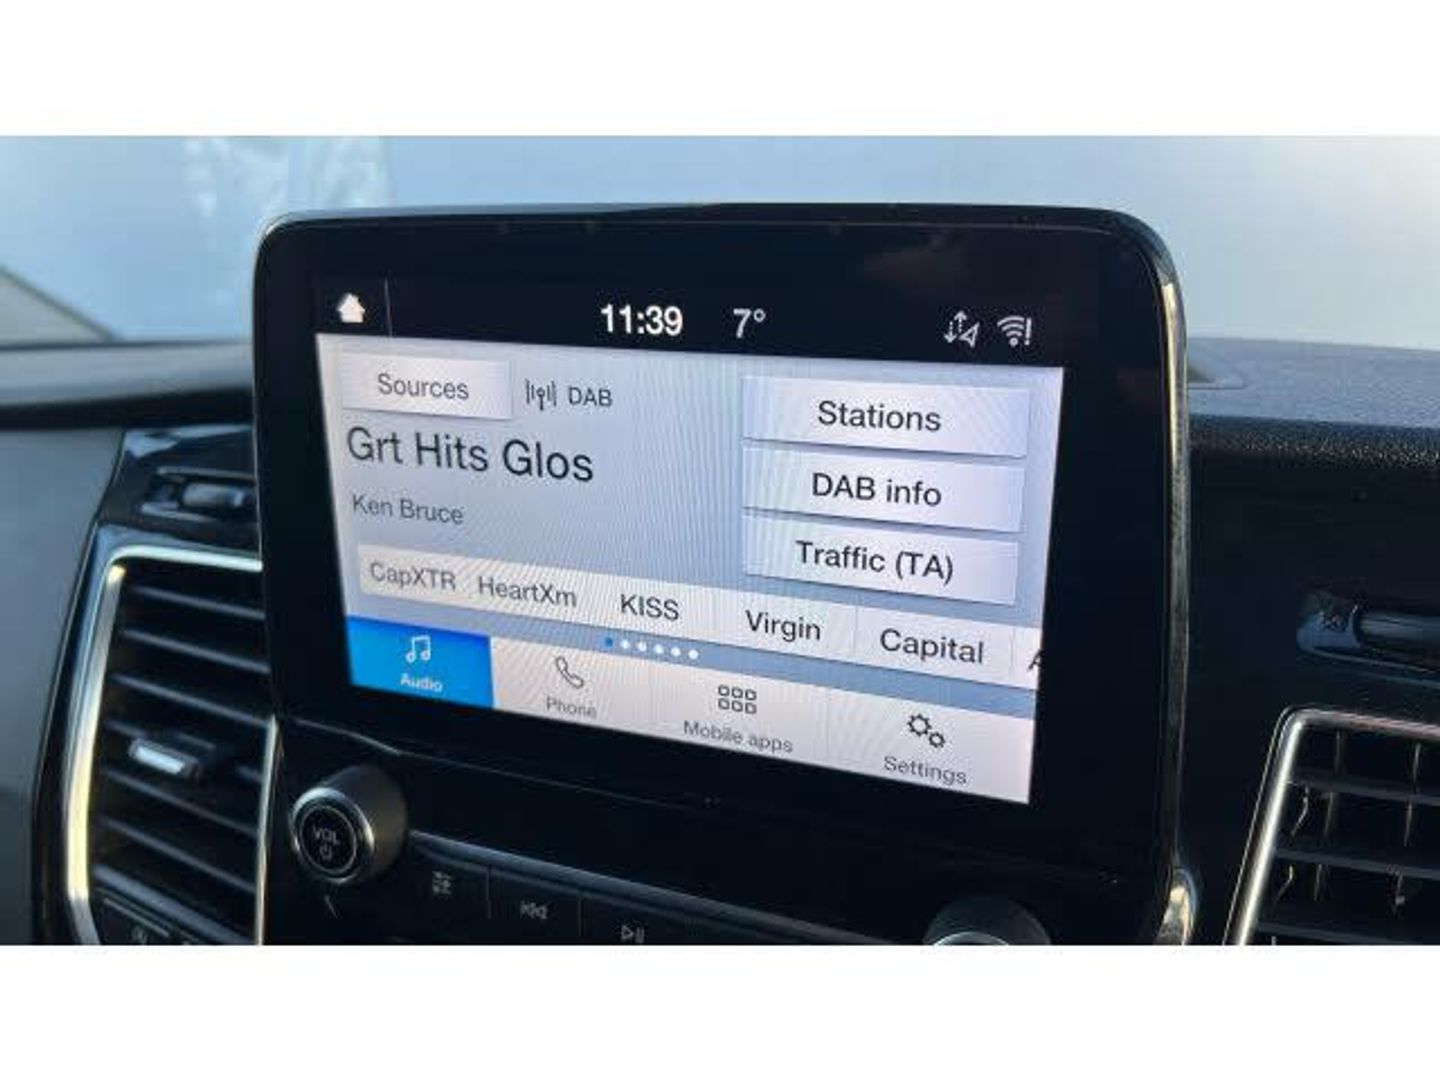 11:39 7°
Sources DAB
Stations
Grt Hits Glos
DAB info
Ken Bruce
Traffic (TA)
CapXTR HeartXm KISS Virgin Capital
Audio Phone Mobile apps Settings
VOL